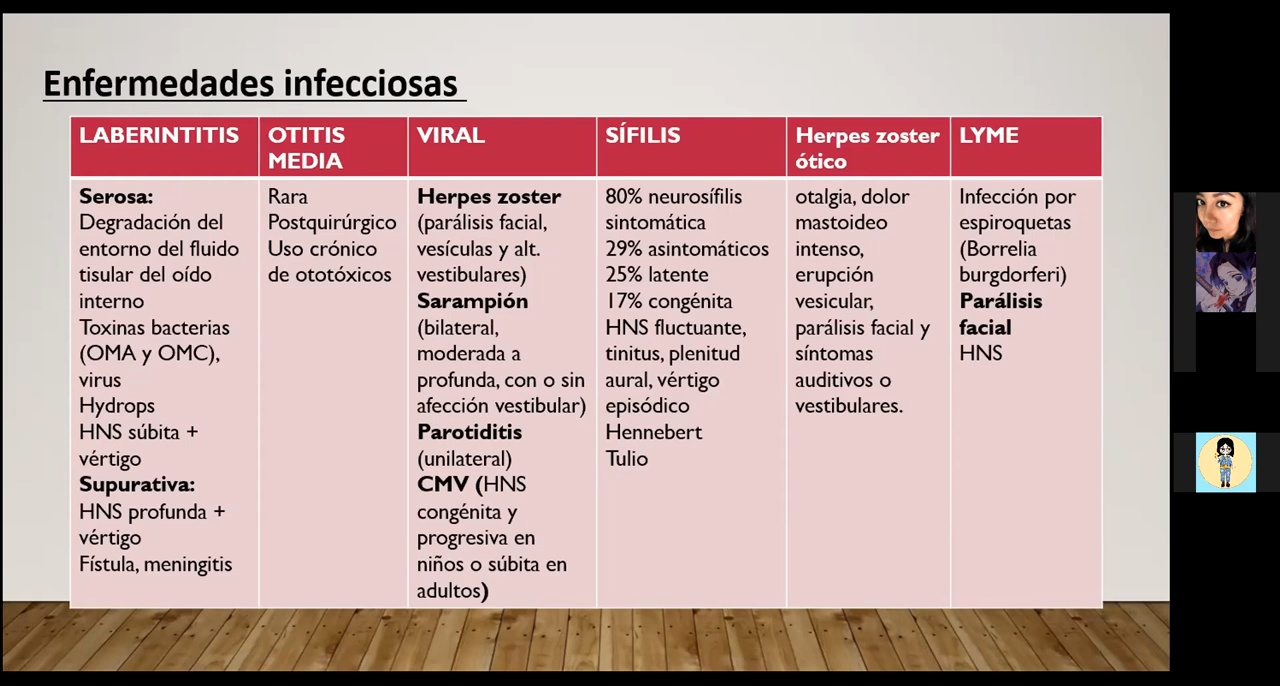 Enfermedades infecciosas
LABERINTITIS
OTITIS
MEDIA
VIRAL
SÍFILIS
Herpes zoster
ótico
LYME
Serosa:
Degradación del
entorno del fluido
tisular del oído
interno
Toxinas bacterias
(OMA y OMC),
virus
Hydrops
HNS súbita +
vértigo
Supurativa:
HNS profunda +
vértigo
Fístula, meningitis
Rara
Postquirúrgico
Uso crónico
de ototóxicos
Herpes zoster
(parálisis facial,
vesículas y alt.
vestibulares)
Sarampión
(bilateral,
moderada a
profunda, con o sin
afección vestibular)
Parotiditis
(unilateral)
CMV (HNS
congénita y
progresiva en
niños o súbita en
adultos)
80% neurosífilis
sintomática
29% asintomáticos
25% latente
17% congénita
HNS fluctuante,
tinitus, plenitud
aural, vértigo
episódico
Hennebert
Tulio
otalgia, dolor
mastoideo
intenso,
erupción
vesicular,
parálisis facial y
síntomas
auditivos o
vestibulares.
Infección por
espiroquetas
(Borrelia
burgdorferi)
Parálisis
facial
HNS